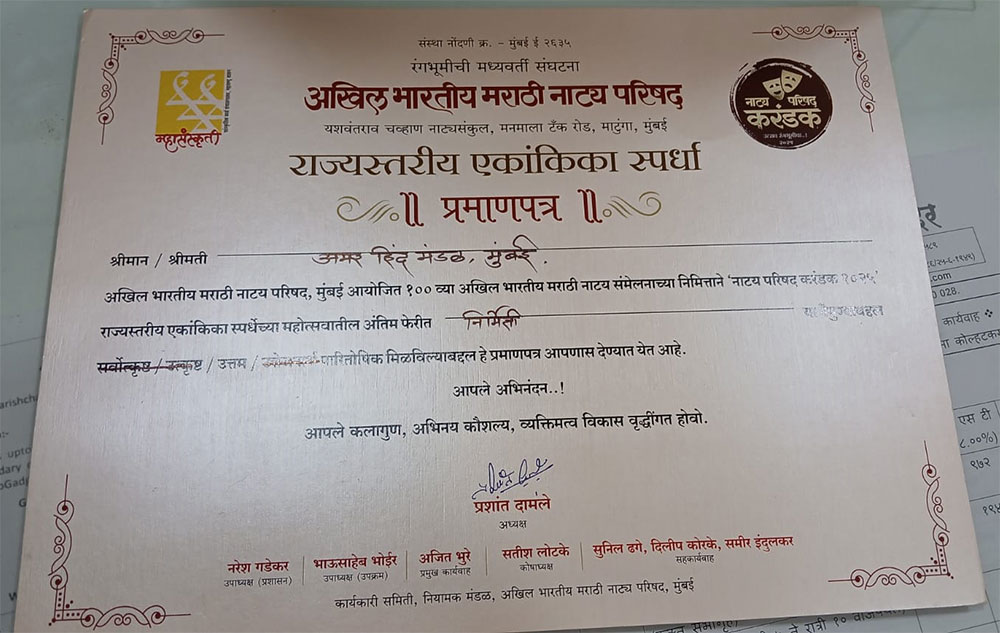 संस्था नोंदणी क्र. - मुंबई ई २६३५
रंगभूमीची मध्यवर्ती संघटना
अखिल भारतीय मराठी नाट्य परिषद
यशवंतराव चव्हाण नाट्यसंकुल, मनमाला टँक रोड, माटुंगा, मुंबई
महासंस्कृती
नाट्य परिषद
करंडक
राज्यस्तरीय एकांकिका स्पर्धा
॥ प्रमाणपत्र ॥
श्रीमान / श्रीमती अमर हिंद मंडळ, मुंबई.
अखिल भारतीय मराठी नाट्य परिषद, मुंबई आयोजित १०० व्या अखिल भारतीय मराठी नाट्य संमेलनाच्या निमित्ताने 'नाट्य परिषद करंडक २०२५'
राज्यस्तरीय एकांकिका स्पर्धेच्या महोत्सवातील अंतिम फेरीत निर्मिती
सर्वोत्कृष्ट / उत्कृष्ट / उत्तम / पारितोषिक मिळविल्याबद्दल हे प्रमाणपत्र आपणास देण्यात येत आहे.
आपले अभिनंदन..!
आपले कलागुण, अभिनय कौशल्य, व्यक्तिमत्व विकास वृद्धींगत होवो.
प्रशांत दामले
अध्यक्ष
नरेश गडेकर
उपाध्यक्ष (प्रशासन)
भाऊसाहेब भोईर
उपाध्यक्ष (उपक्रम)
अजित भुरे
प्रमुख कार्यवाह
सतीश लोटके
कोषाध्यक्ष
सुनिल ढगे, दिलीप कोरके, समीर इंदुलकर
सहकार्यवाह
कार्यकारी समिती, नियामक मंडळ, अखिल भारतीय मराठी नाट्य परिषद, मुंबई